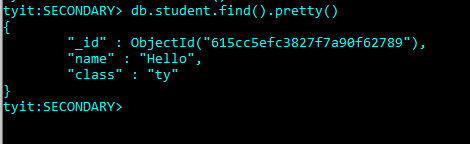 tyit:SECONDARY> db.student.find().pretty()
{
        "_id" : ObjectId("615cc5efc3827f7a90f62789"),
        "name" : "Hello",
        "class" : "ty"
}
tyit:SECONDARY>